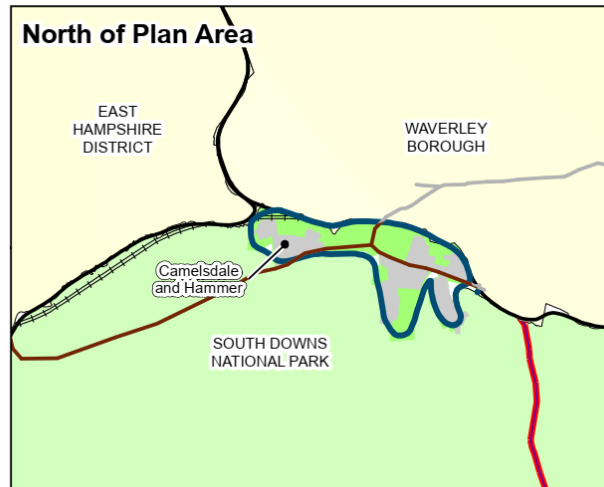 North of Plan Area
EAST
HAMPSHIRE
DISTRICT
WAVERLEY
BOROUGH
Camelsdale
and Hammer
SOUTH DOWNS
NATIONAL PARK